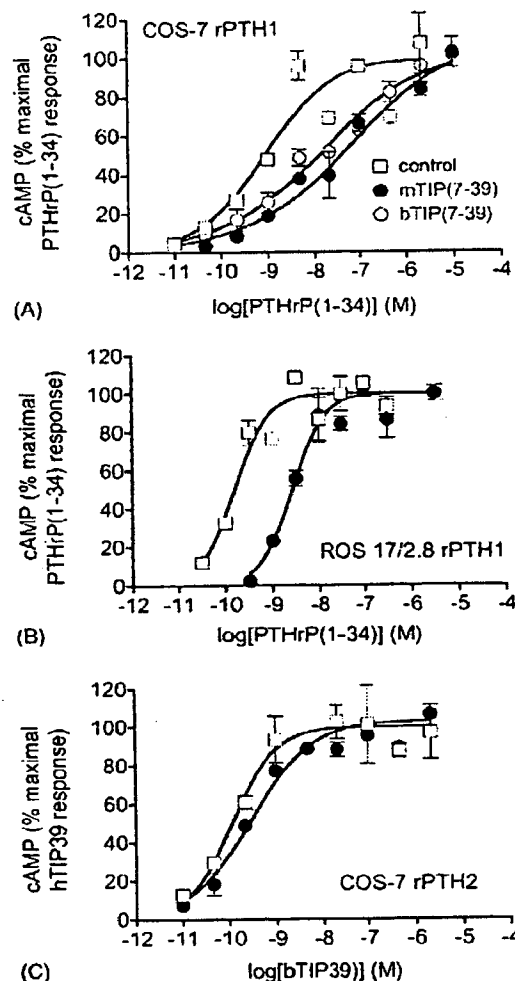 COS-7 rPTH1
cAMP (% maximal
PTHrP(1-34) response)
120
100
80
60
40
20
0
control
mTIP(7-39)
bTIP(7-39)
-12 -11 -10 -9 -8 -7 -6 -5 -4
(A)
log[PTHrP(1-34)] (M)
cAMP (% maximal
PTHrP(1-34) response)
120
100
80
60
40
20
0
ROS 17/2.8 rPTH1
-12 -11 -10 -9 -8 -7 -6 -5 -4
(B)
log[PTHrP(1-34)] (M)
cAMP (% maximal
hTIP39 response)
120
100
80
60
40
20
0
COS-7 rPTH2
-12 -11 -10 -9 -8 -7 -6 -5 -4
(C)
log[bTIP39)] (M)